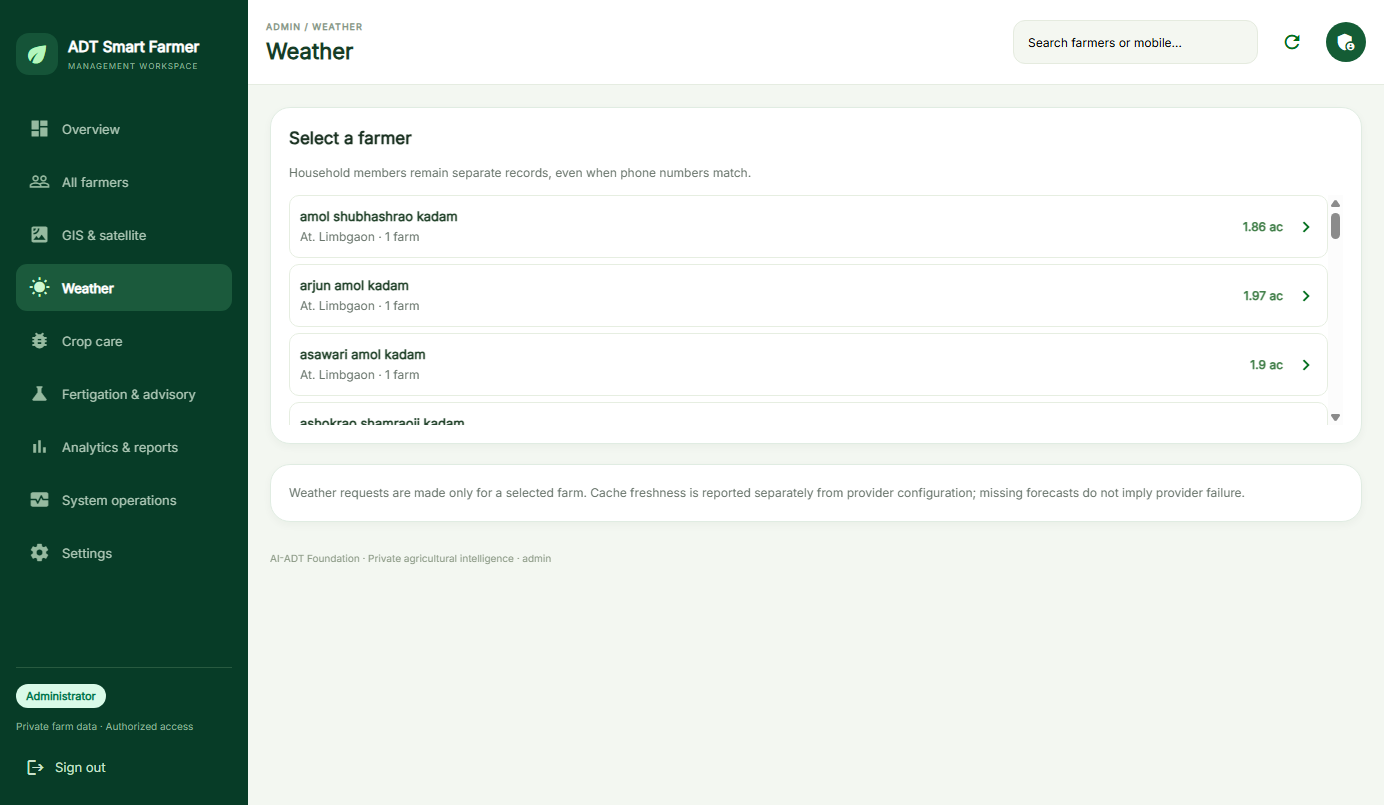 ADT Smart Farmer
MANAGEMENT WORKSPACE
Overview
All farmers
GIS & satellite
Weather
Crop care
Fertigation & advisory
Analytics & reports
System operations
Settings
Administrator
Private farm data · Authorized access
Sign out
ADMIN / WEATHER
Weather
Search farmers or mobile...
Select a farmer
Household members remain separate records, even when phone numbers match.
amol shubhashrao kadam
At. Limbgaon · 1 farm
1.86 ac
arjun amol kadam
At. Limbgaon · 1 farm
1.97 ac
asawari amol kadam
At. Limbgaon · 1 farm
1.9 ac
ashokrao shamraoji kadam
Weather requests are made only for a selected farm. Cache freshness is reported separately from provider configuration; missing forecasts do not imply provider failure.
AI-ADT Foundation · Private agricultural intelligence · admin